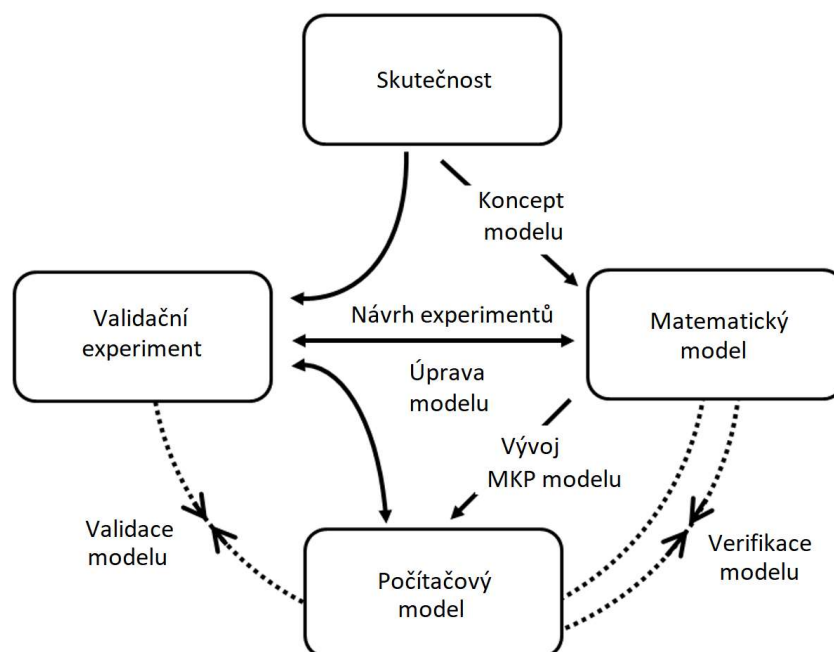 Skutečnost
Koncept
modelu
Validační
experiment
Návrh experimentů
Matematický
model
Úprava
modelu
Vývoj
MKP modelu
Validace
modelu
Počítačový
model
Verifikace
modelu